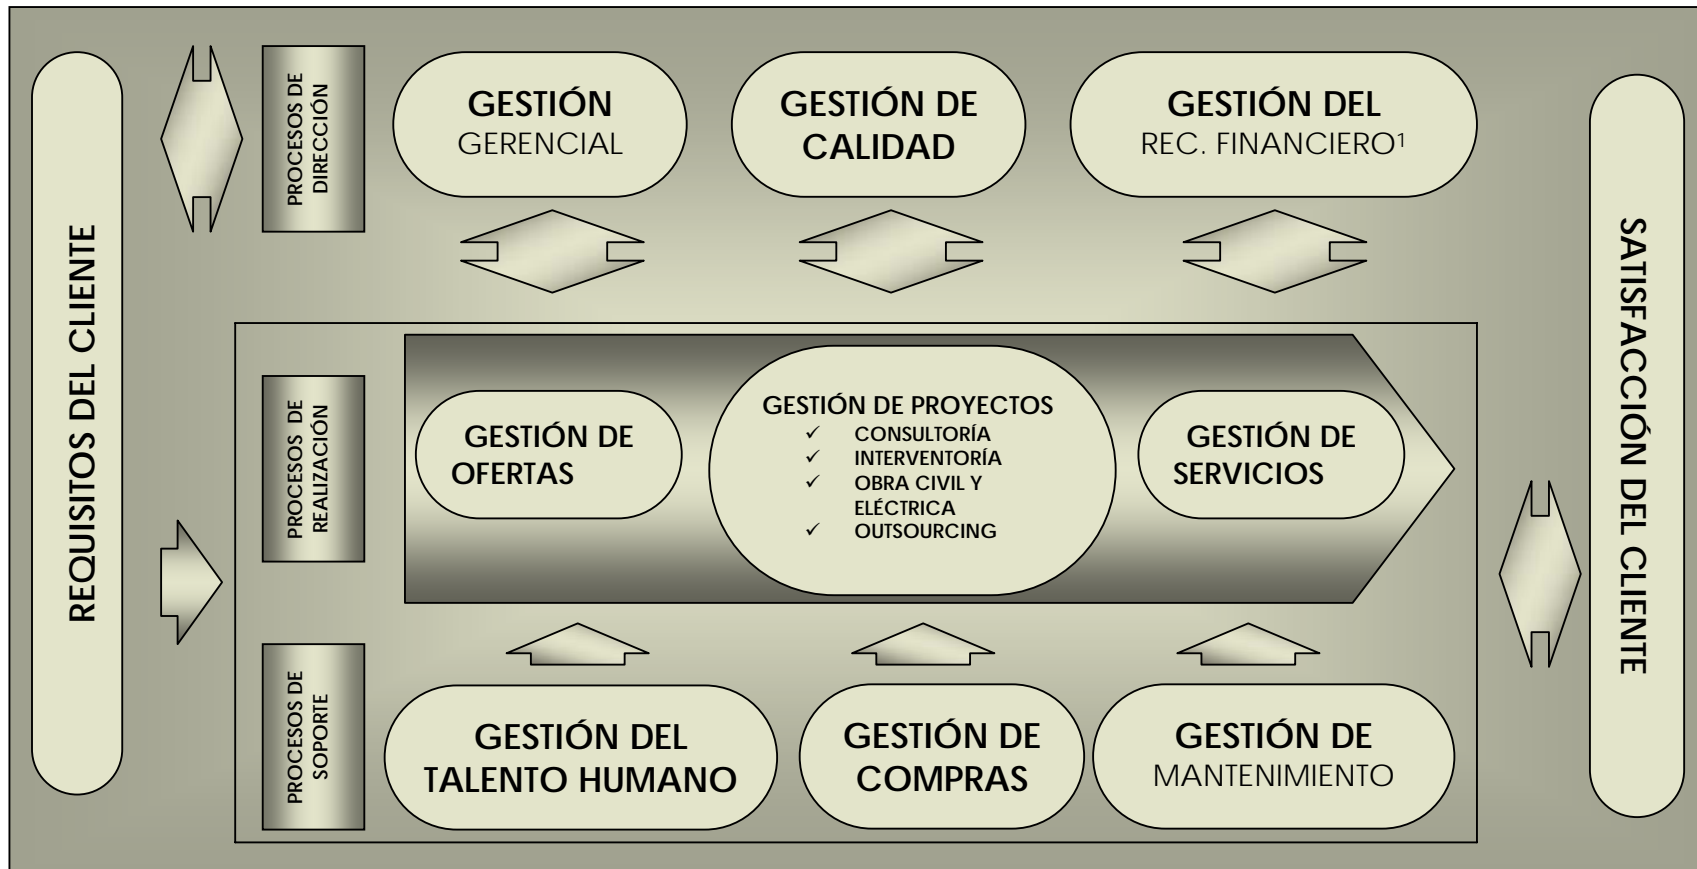 REQUISITOS DEL CLIENTE
PROCESOS DE
DIRECCIÓN
GESTIÓN
GERENCIAL
GESTIÓN DE
CALIDAD
GESTIÓN DEL
REC. FINANCIERO¹
PROCESOS DE
REALIZACIÓN
GESTIÓN DE
OFERTAS
GESTIÓN DE PROYECTOS
✓ CONSULTORÍA
✓ INTERVENTORÍA
✓ OBRA CIVIL Y
ELÉCTRICA
✓ OUTSOURCING
GESTIÓN DE
SERVICIOS
PROCESOS DE
SOPORTE
GESTIÓN DEL
TALENTO HUMANO
GESTIÓN DE
COMPRAS
GESTIÓN DE
MANTENIMIENTO
SATISFACCIÓN DEL CLIENTE